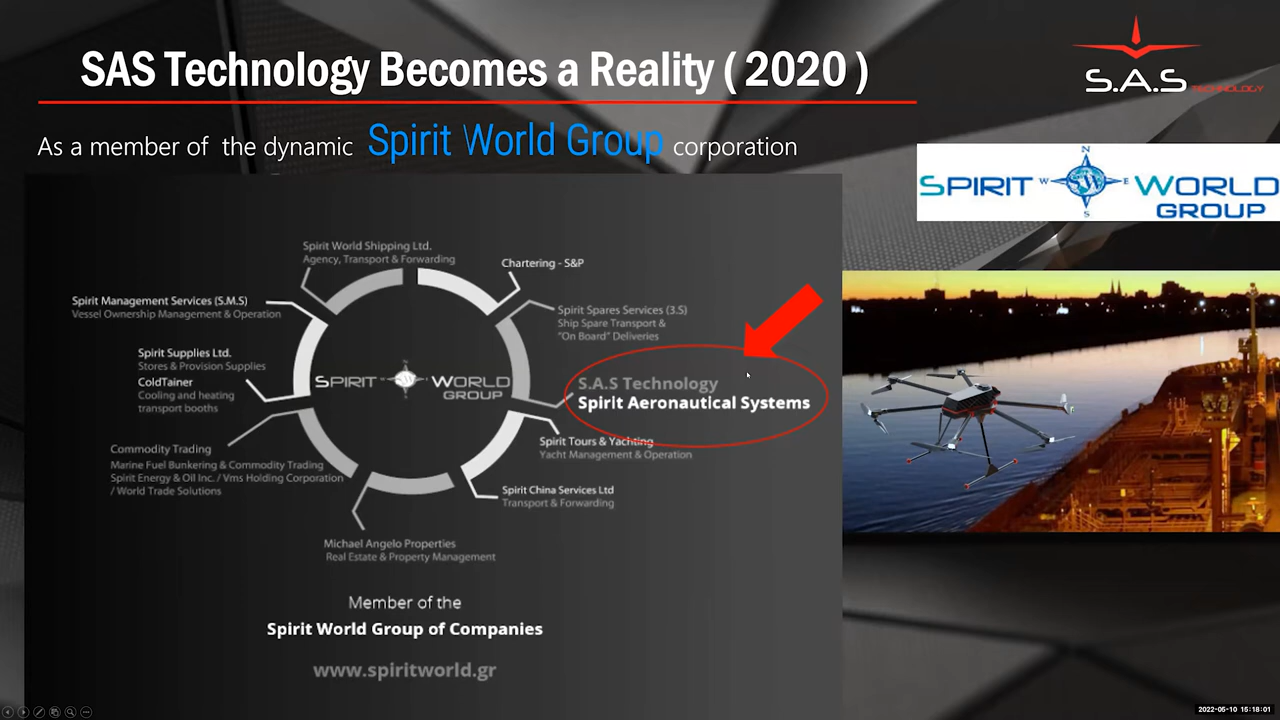 SAS Technology Becomes a Reality ( 2020 )
S.A.S
TECHNOLOGY
As a member of the dynamic Spirit World Group corporation
N
SPIRIT W SW E WORLD
S
GROUP
Spirit World Shipping Ltd.
Agency, Transport & Forwarding
Chartering - S&P
Spirit Management Services (S.M.S)
Vessel Ownership Management & Operation
Spirit Spares Services (3.S)
Ship Spare Transport &
"On Board" Deliveries
Spirit Supplies Ltd.
Stores & Provision Supplies
ColdTainer
Cooling and heating
transport booths
SPIRIT SW WORLD
GROUP
S.A.S Technology
Spirit Aeronautical Systems
Commodity Trading
Marine Fuel Bunkering & Commodity Trading
Spirit Energy & Oil Inc. / Vms Holding Corporation
/ World Trade Solutions
Spirit Tours & Yachting
Yacht Management & Operation
Spirit China Services Ltd
Transport & Forwarding
Michael Angelo Properties
Real Estate & Property Management
Member of the
Spirit World Group of Companies
www.spiritworld.gr
2022-05-10 15:18:01